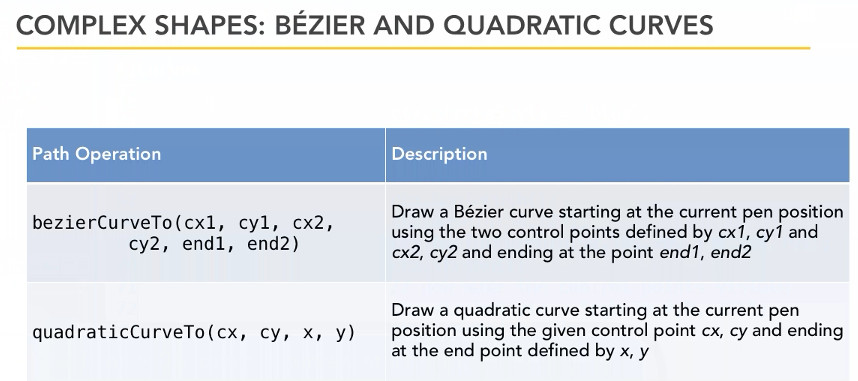 COMPLEX SHAPES: BÉZIER AND QUADRATIC CURVES
Path Operation
Description
bezierCurveTo(cx1, cy1, cx2,
cy2, end1, end2)
Draw a Bézier curve starting at the current pen position
using the two control points defined by cx1, cy1 and
cx2, cy2 and ending at the point end1, end2
quadraticCurveTo(cx, cy, x, y)
Draw a quadratic curve starting at the current pen
position using the given control point cx, cy and ending
at the end point defined by x, y